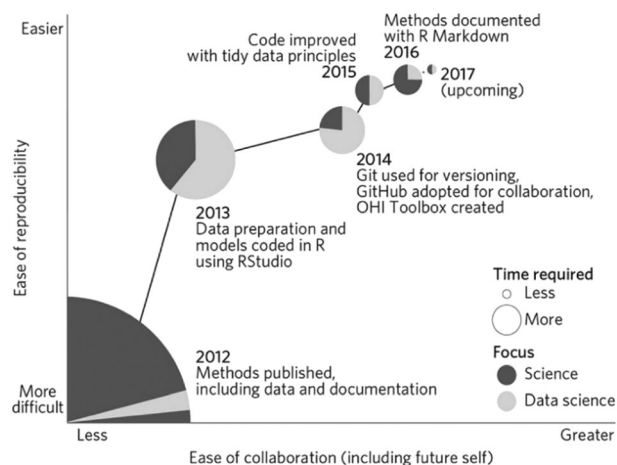 Easier
Methods documented
with R Markdown
2016
Code improved
with tidy data principles
2015
2017
(upcoming)
2014
Git used for versioning,
GitHub adopted for collaboration,
OHI Toolbox created
2013
Data preparation and
models coded in R
using RStudio
Ease of reproducibility
Time required
Less
More
Focus
Science
Data science
2012
Methods published,
including data and documentation
More
difficult
Less
Greater
Ease of collaboration (including future self)